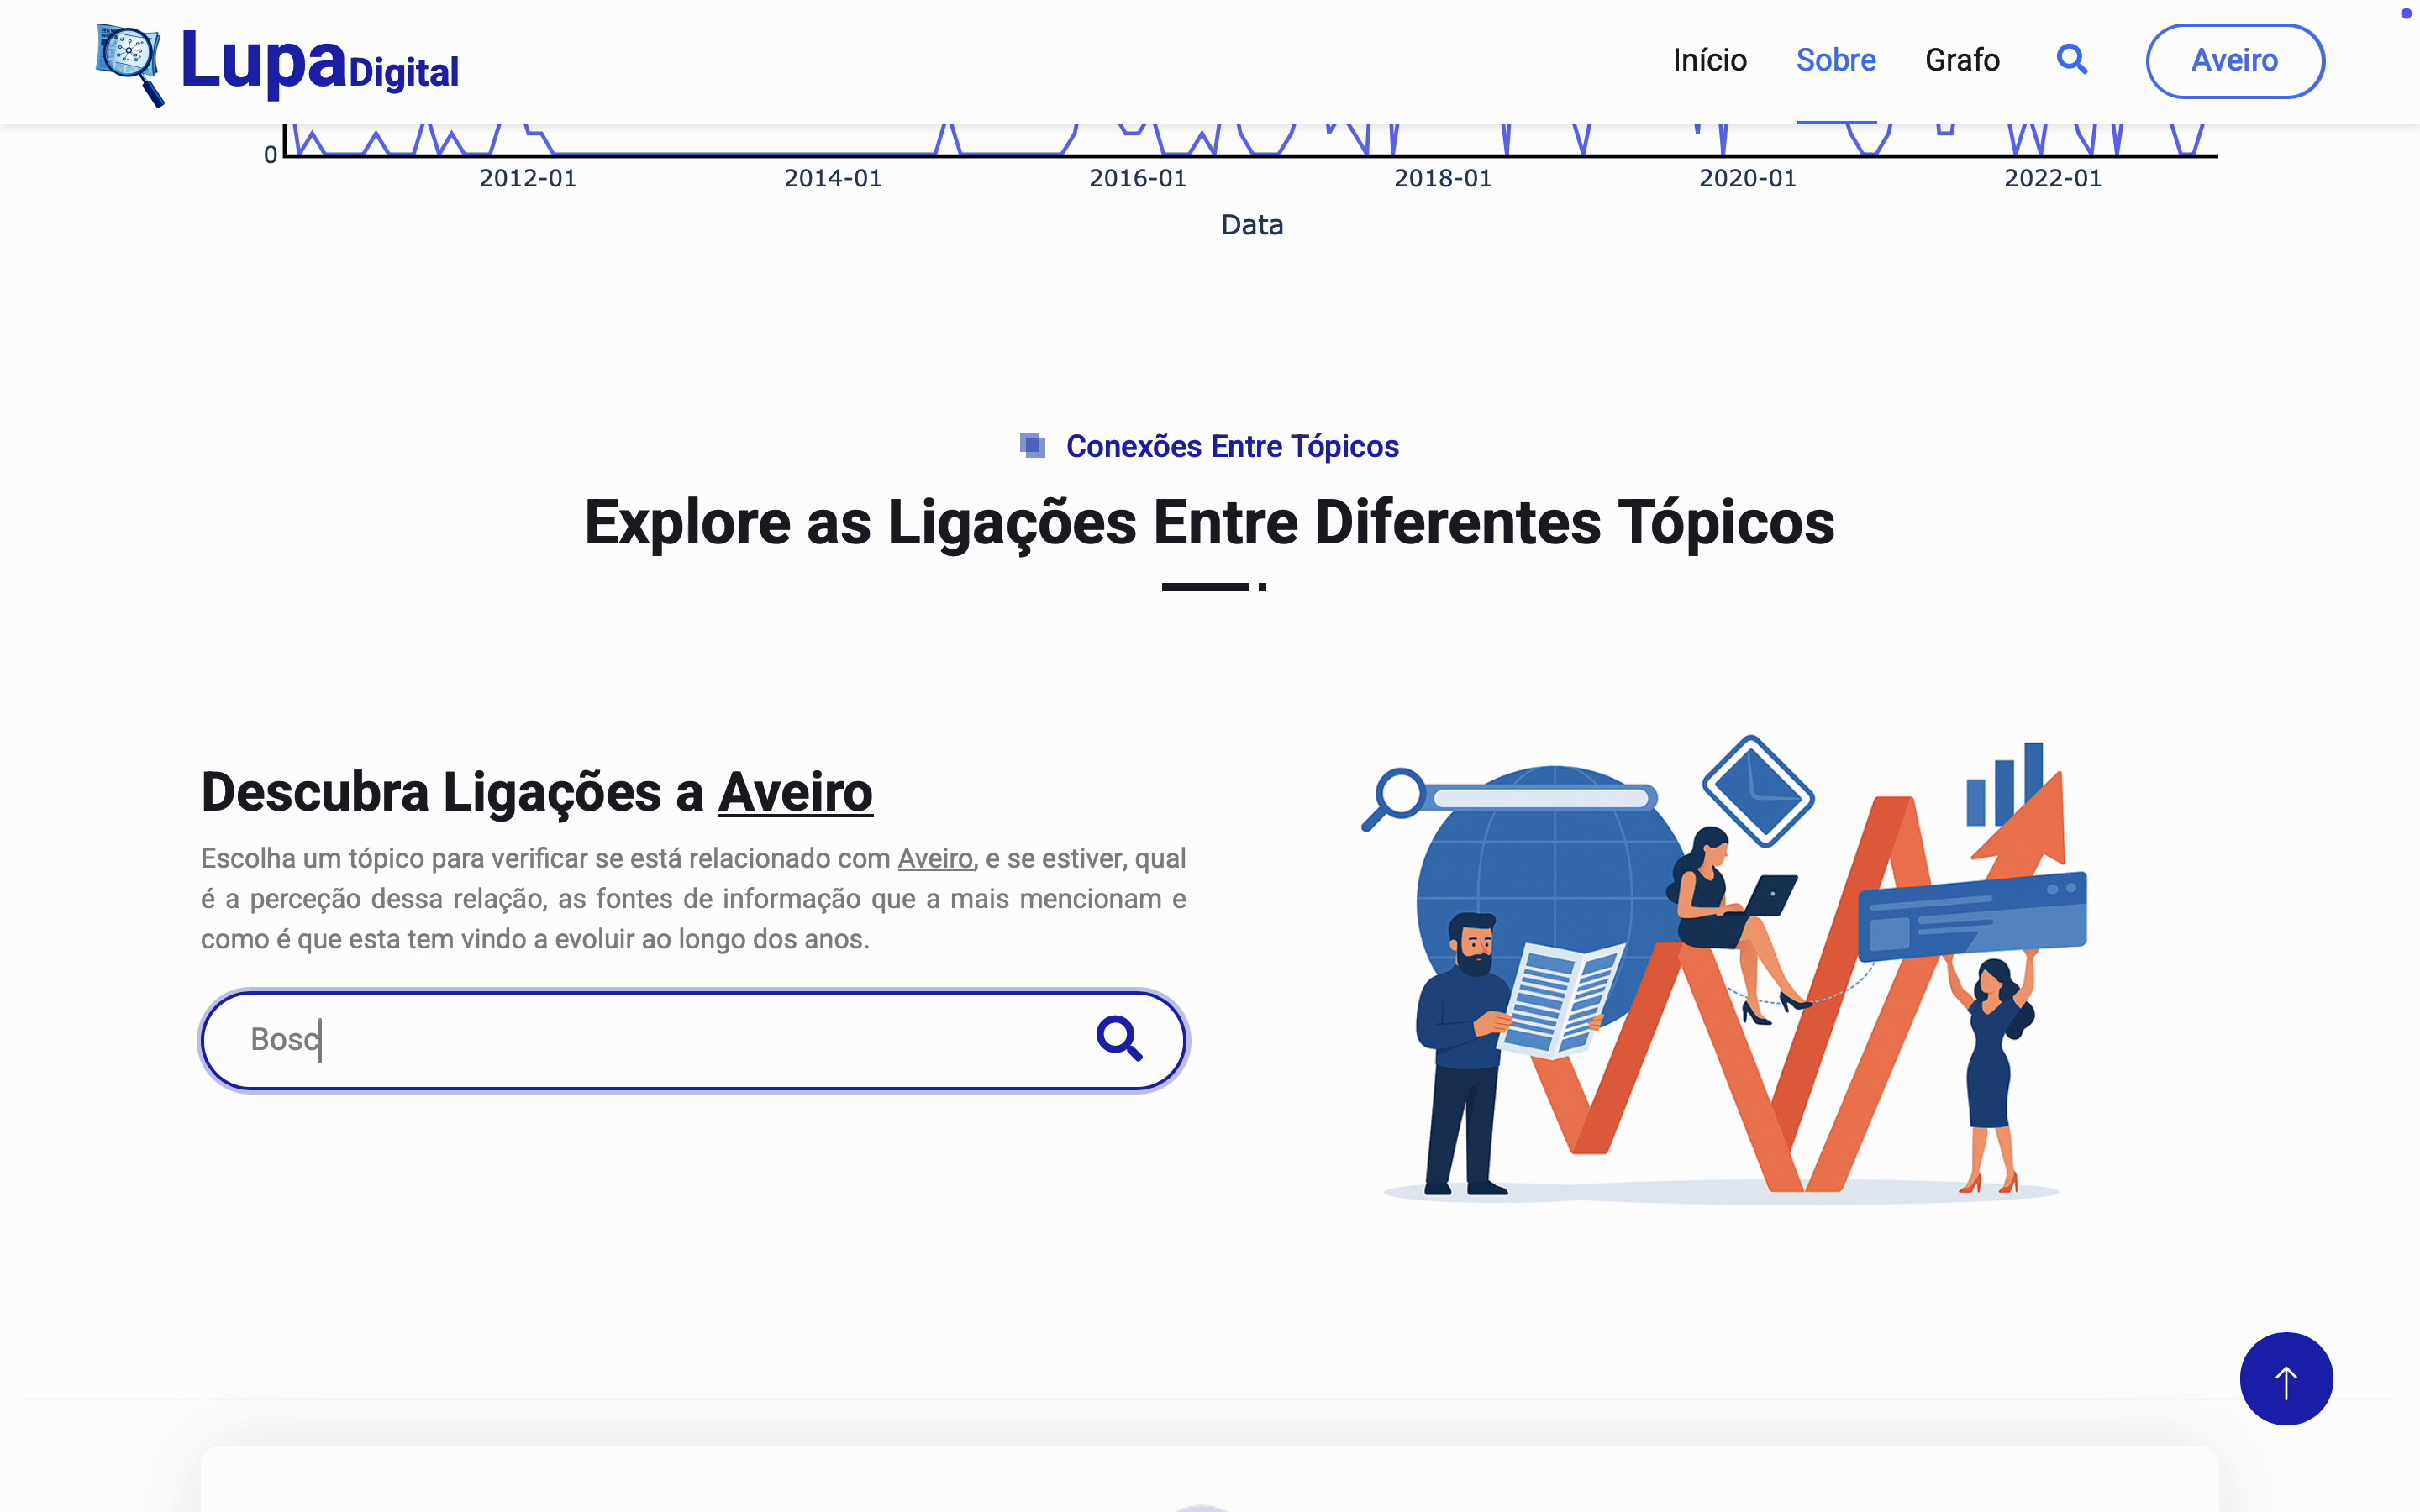 LupaDigital
Início Sobre Grafo Aveiro
0
2012-01 2014-01 2016-01 2018-01 2020-01 2022-01
Data
Conexões Entre Tópicos
Explore as Ligações Entre Diferentes Tópicos
Descubra Ligações a Aveiro
Escolha um tópico para verificar se está relacionado com Aveiro, e se estiver, qual
é a perceção dessa relação, as fontes de informação que a mais mencionam e
como é que esta tem vindo a evoluir ao longo dos anos.
Bosc